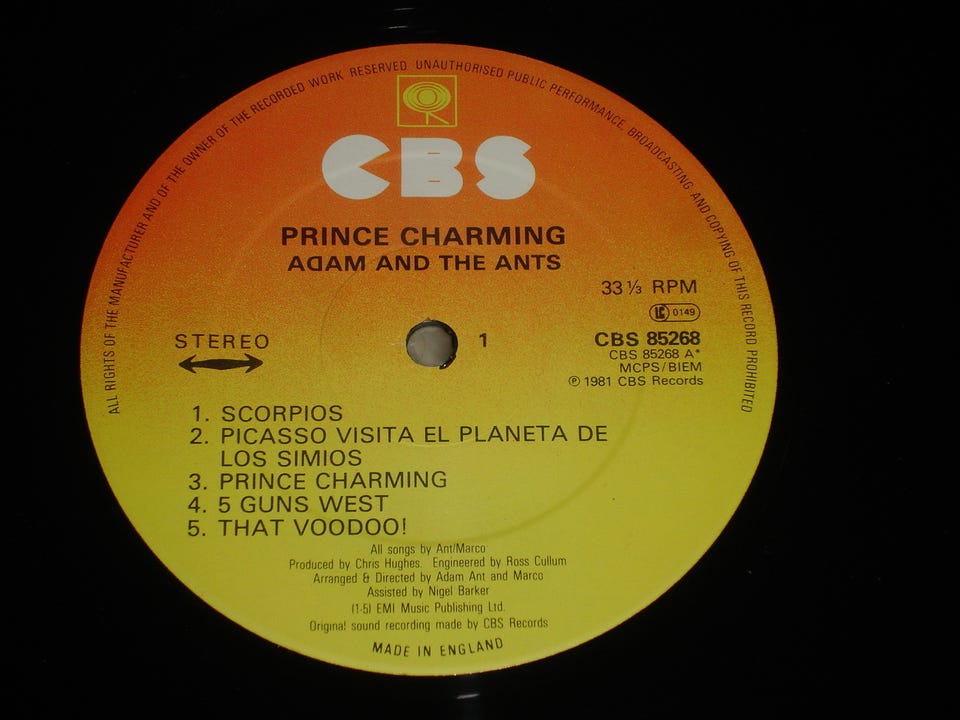 ALL RIGHTS OF THE MANUFACTURER AND OF THE OWNER OF THE RECORDED WORK RESERVED UNAUTHORISED PUBLIC PERFORMANCE, BROADCASTING AND COPYING OF THIS RECORD PROHIBITED
CBS
PRINCE CHARMING
ADAM AND THE ANTS
33⅓ RPM
LC 0149
STEREO
1
CBS 85268
CBS 85268 A*
MCPS/BIEM
℗ 1981 CBS Records
1. SCORPIOS
2. PICASSO VISITA EL PLANETA DE
LOS SIMIOS
3. PRINCE CHARMING
4. 5 GUNS WEST
5. THAT VOODOO!
All songs by Ant/Marco
Produced by Chris Hughes. Engineered by Ross Cullum
Arranged & Directed by Adam Ant and Marco
Assisted by Nigel Barker
(1-5) EMI Music Publishing Ltd.
Original sound recording made by CBS Records
MADE IN ENGLAND